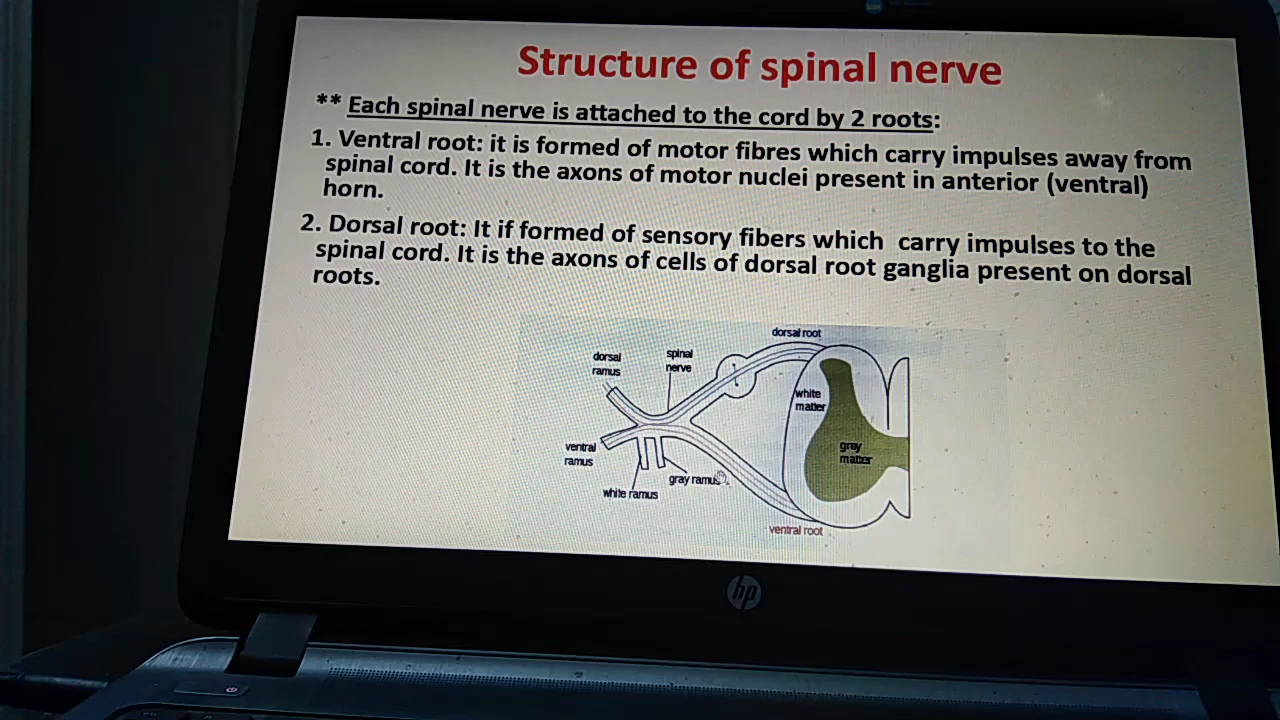 Structure of spinal nerve
** Each spinal nerve is attached to the cord by 2 roots:
1. Ventral root: it is formed of motor fibres which carry impulses away from
spinal cord. It is the axons of motor nuclei present in anterior (ventral)
horn.
2. Dorsal root: It if formed of sensory fibers which carry impulses to the
spinal cord. It is the axons of cells of dorsal root ganglia present on dorsal
roots.
dorsal root
dorsal
ramus
spinal
nerve
white
matter
grey
matter
ventral
ramus
gray ramus
white ramus
ventral root
hp